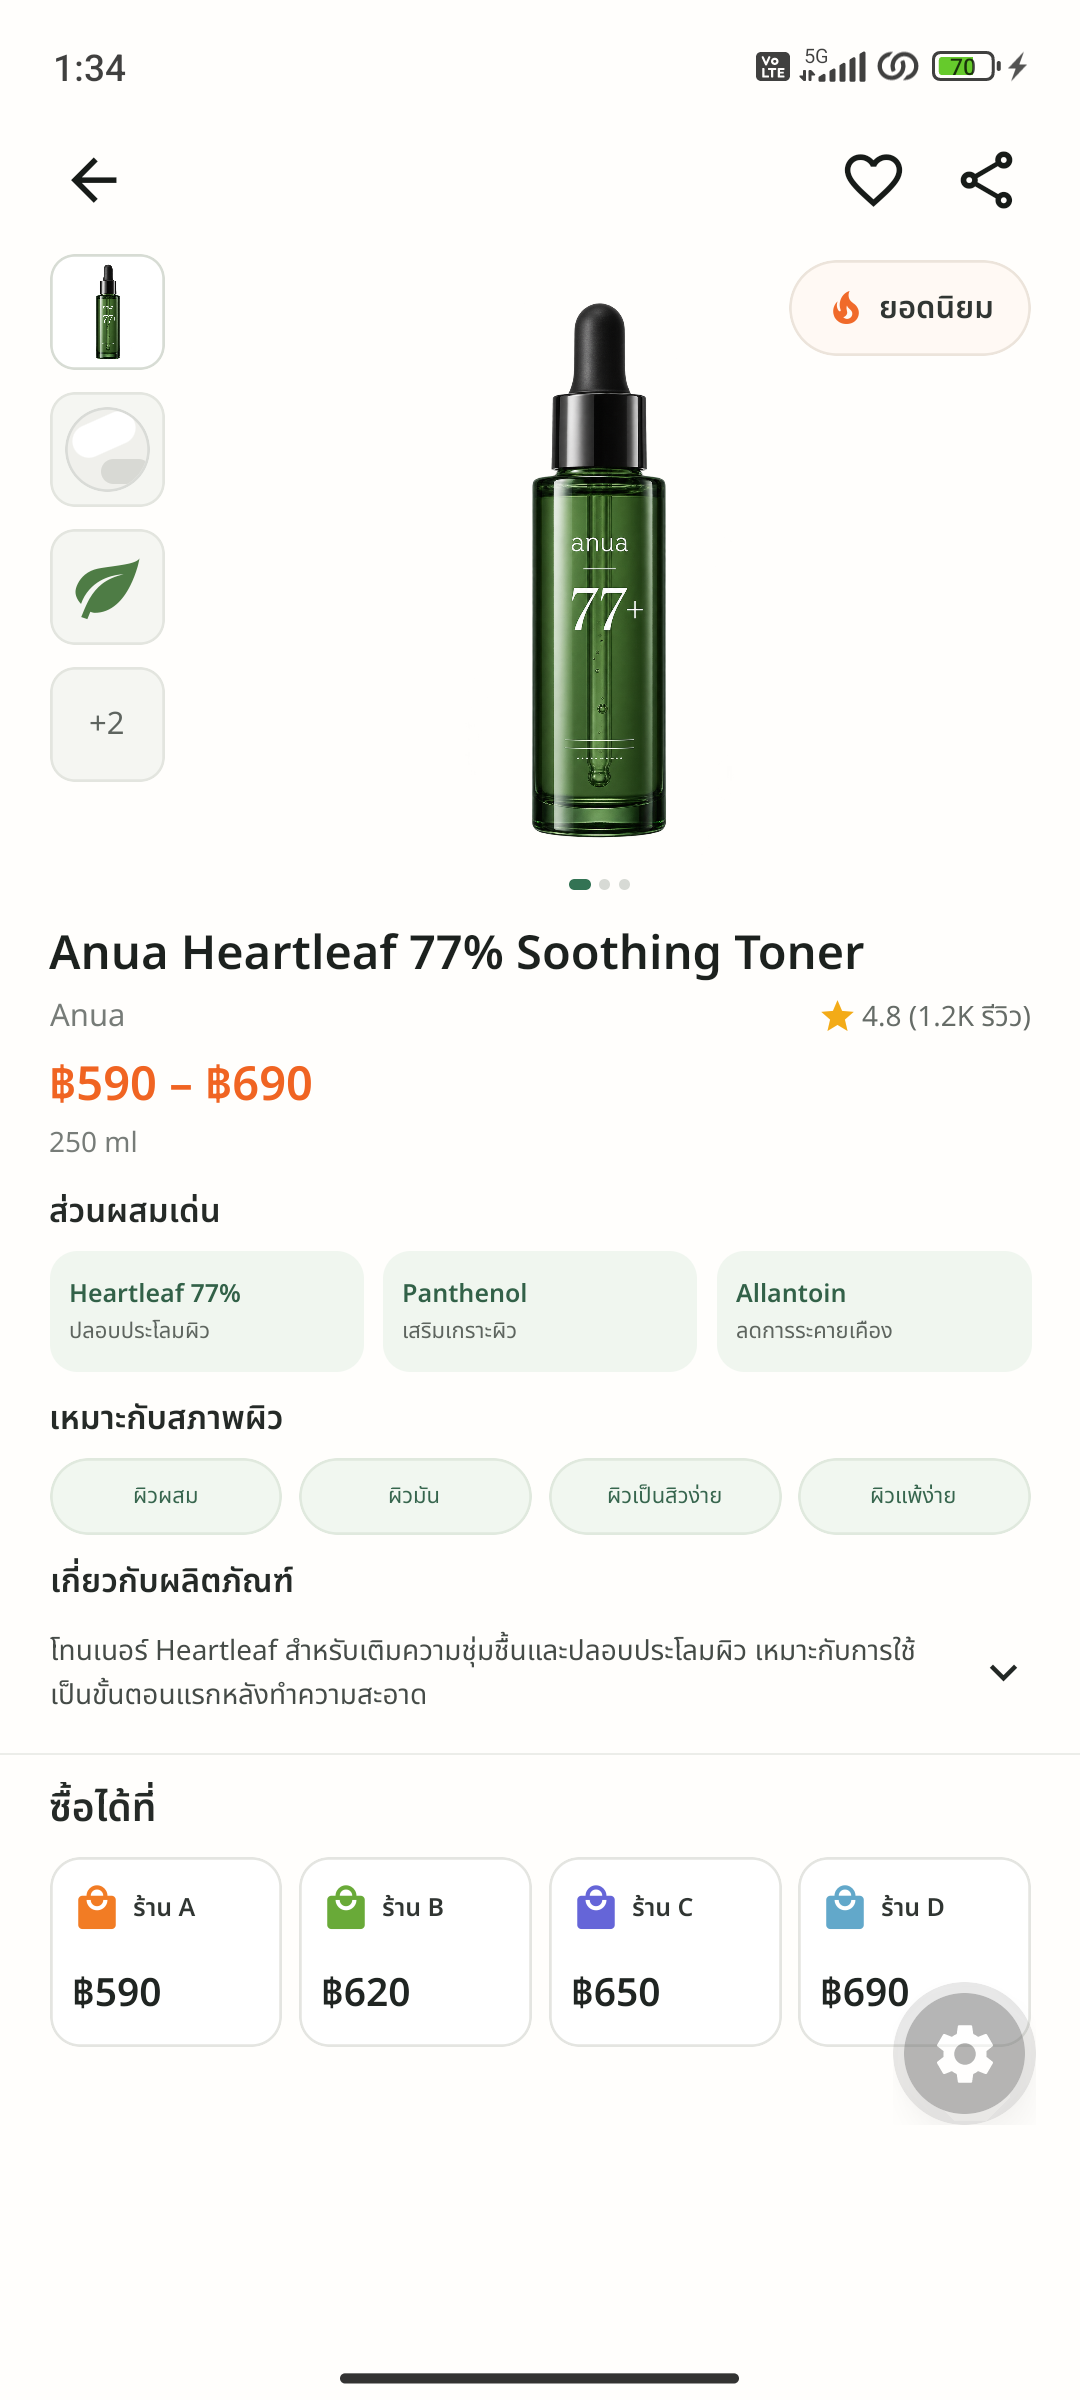 1:34
Vo LTE
5G
70
ยอดนิยม
anua
77+
+2
Anua Heartleaf 77% Soothing Toner
Anua
4.8 (1.2K รีวิว)
฿590 – ฿690
250 ml
ส่วนผสมเด่น
Heartleaf 77%
ปลอบประโลมผิว
Panthenol
เสริมเกราะผิว
Allantoin
ลดการระคายเคือง
เหมาะกับสภาพผิว
ผิวผสม
ผิวมัน
ผิวเป็นสิวง่าย
ผิวแพ้ง่าย
เกี่ยวกับผลิตภัณฑ์
โทนเนอร์ Heartleaf สำหรับเติมความชุ่มชื้นและปลอบประโลมผิว เหมาะกับการใช้
เป็นขั้นตอนแรกหลังทำความสะอาด
ซื้อได้ที่
ร้าน A
฿590
ร้าน B
฿620
ร้าน C
฿650
ร้าน D
฿690